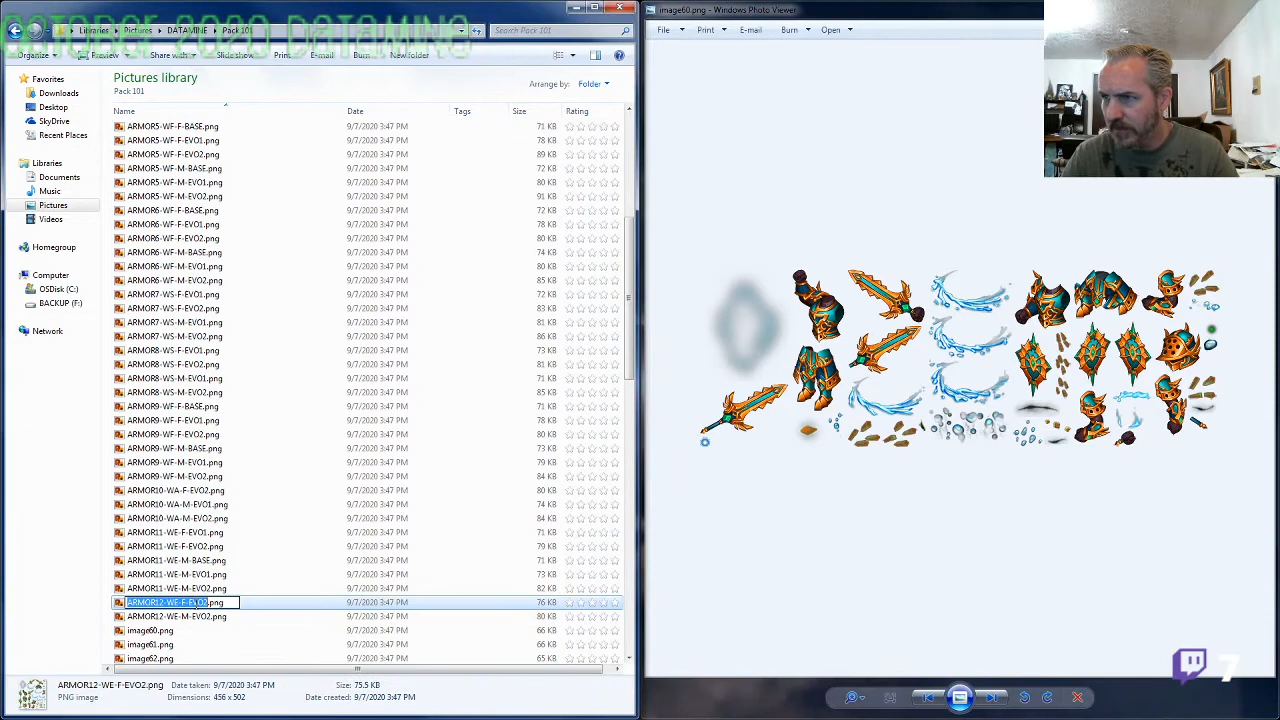 OCTOBER 2020 DATAMINE
Libraries Pictures DATAMINE Pack 101
Search Pack 101
Organize Preview Share with Slide show Print E-mail Burn New folder
Pictures library
Pack 101
Arrange by: Folder
Name Date Tags Size Rating
Favorites
Downloads
Desktop
SkyDrive
Recent Places
Libraries
Documents
Music
Pictures
Videos
Homegroup
Computer
OSDisk (C:)
BACKUP (F:)
Network
ARMOR5-WF-F-BASE.png 9/7/2020 3:47 PM 71 KB
ARMOR5-WF-F-EVO1.png 9/7/2020 3:47 PM 78 KB
ARMOR5-WF-F-EVO2.png 9/7/2020 3:47 PM 89 KB
ARMOR5-WF-M-BASE.png 9/7/2020 3:47 PM 72 KB
ARMOR5-WF-M-EVO1.png 9/7/2020 3:47 PM 80 KB
ARMOR5-WF-M-EVO2.png 9/7/2020 3:47 PM 91 KB
ARMOR6-WF-F-BASE.png 9/7/2020 3:47 PM 72 KB
ARMOR6-WF-F-EVO1.png 9/7/2020 3:47 PM 78 KB
ARMOR6-WF-F-EVO2.png 9/7/2020 3:47 PM 80 KB
ARMOR6-WF-M-BASE.png 9/7/2020 3:47 PM 74 KB
ARMOR6-WF-M-EVO1.png 9/7/2020 3:47 PM 80 KB
ARMOR6-WF-M-EVO2.png 9/7/2020 3:47 PM 85 KB
ARMOR7-WS-F-EVO1.png 9/7/2020 3:47 PM 72 KB
ARMOR7-WS-F-EVO2.png 9/7/2020 3:47 PM 83 KB
ARMOR7-WS-M-EVO1.png 9/7/2020 3:47 PM 81 KB
ARMOR7-WS-M-EVO2.png 9/7/2020 3:47 PM 86 KB
ARMOR8-WS-F-EVO1.png 9/7/2020 3:47 PM 73 KB
ARMOR8-WS-F-EVO2.png 9/7/2020 3:47 PM 81 KB
ARMOR8-WS-M-EVO1.png 9/7/2020 3:47 PM 71 KB
ARMOR8-WS-M-EVO2.png 9/7/2020 3:47 PM 85 KB
ARMOR9-WF-F-BASE.png 9/7/2020 3:47 PM 71 KB
ARMOR9-WF-F-EVO1.png 9/7/2020 3:47 PM 78 KB
ARMOR9-WF-F-EVO2.png 9/7/2020 3:47 PM 80 KB
ARMOR9-WF-M-BASE.png 9/7/2020 3:47 PM 73 KB
ARMOR9-WF-M-EVO1.png 9/7/2020 3:47 PM 79 KB
ARMOR9-WF-M-EVO2.png 9/7/2020 3:47 PM 84 KB
ARMOR10-WA-F-EVO2.png 9/7/2020 3:47 PM 80 KB
ARMOR10-WA-M-EVO1.png 9/7/2020 3:47 PM 74 KB
ARMOR10-WA-M-EVO2.png 9/7/2020 3:47 PM 84 KB
ARMOR11-WE-F-EVO1.png 9/7/2020 3:47 PM 71 KB
ARMOR11-WE-F-EVO2.png 9/7/2020 3:47 PM 79 KB
ARMOR11-WE-M-BASE.png 9/7/2020 3:47 PM 71 KB
ARMOR11-WE-M-EVO1.png 9/7/2020 3:47 PM 73 KB
ARMOR11-WE-M-EVO2.png 9/7/2020 3:47 PM 82 KB
ARMOR12-WE-F-EVO2.png 9/7/2020 3:47 PM 76 KB
ARMOR12-WE-M-EVO2.png 9/7/2020 3:47 PM 80 KB
image60.png 9/7/2020 3:47 PM 66 KB
image61.png 9/7/2020 3:47 PM 66 KB
image62.png 9/7/2020 3:47 PM 65 KB
ARMOR12-WE-F-EVO2.png Date taken: 9/7/2020 3:47 PM Size: 75.5 KB
PNG image Dimensions: 456 x 502 Date created: 9/7/2020 3:47 PM
image60.png - Windows Photo Viewer
File Print E-mail Burn Open
7